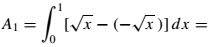 A₁ = ∫₀¹ [√x − (−√x)] dx =